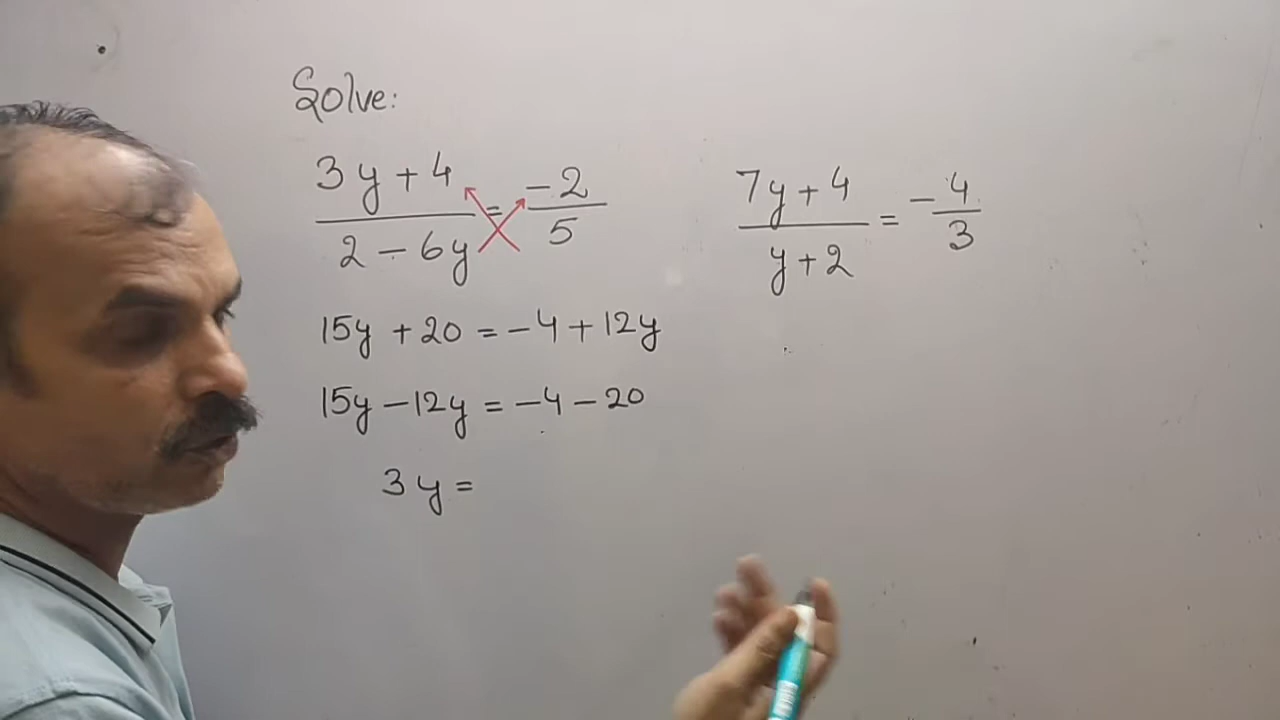 Solve:
3y + 4 / 2 - 6y = -2 / 5
15y + 20 = -4 + 12y
15y - 12y = -4 - 20
3y =
7y + 4 / y + 2 = - 4 / 3